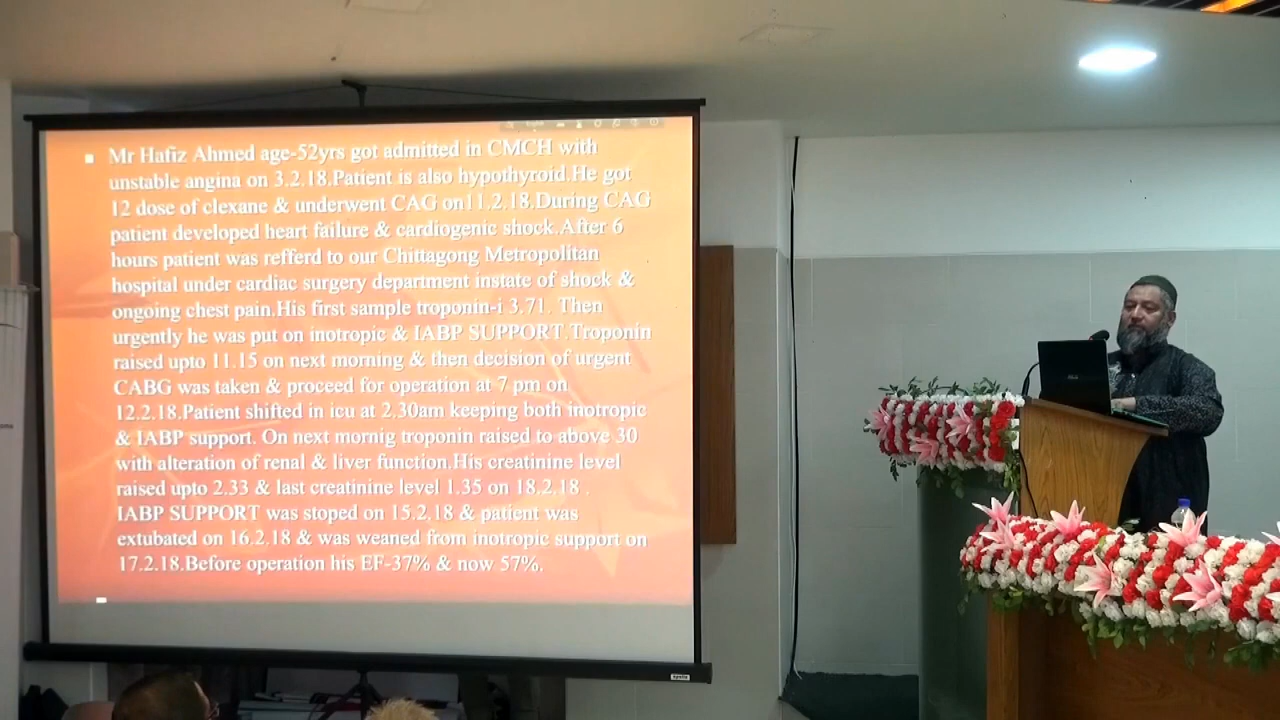 Mr Hafiz Ahmed age-52yrs got admitted in CMCH with
unstable angina on 3.2.18.Patient is also hypothyroid.He got
12 dose of clexane & underwent CAG on11.2.18.During CAG
patient developed heart failure & cardiogenic shock.After 6
hours patient was refferd to our Chittagong Metropolitan
hospital under cardiac surgery department instate of shock &
ongoing chest pain.His first sample troponin-i 3.71. Then
urgently he was put on inotropic & IABP SUPPORT.Troponin
raised upto 11.15 on next morning & then decision of urgent
CABG was taken & proceed for operation at 7 pm on
12.2.18.Patient shifted in icu at 2.30am keeping both inotropic
& IABP support. On next mornig troponin raised to above 30
with alteration of renal & liver function.His creatinine level
raised upto 2.33 & last creatinine level 1.35 on 18.2.18 .
IABP SUPPORT was stoped on 15.2.18 & patient was
extubated on 16.2.18 & was weaned from inotropic support on
17.2.18.Before operation his EF-37% & now 57%.